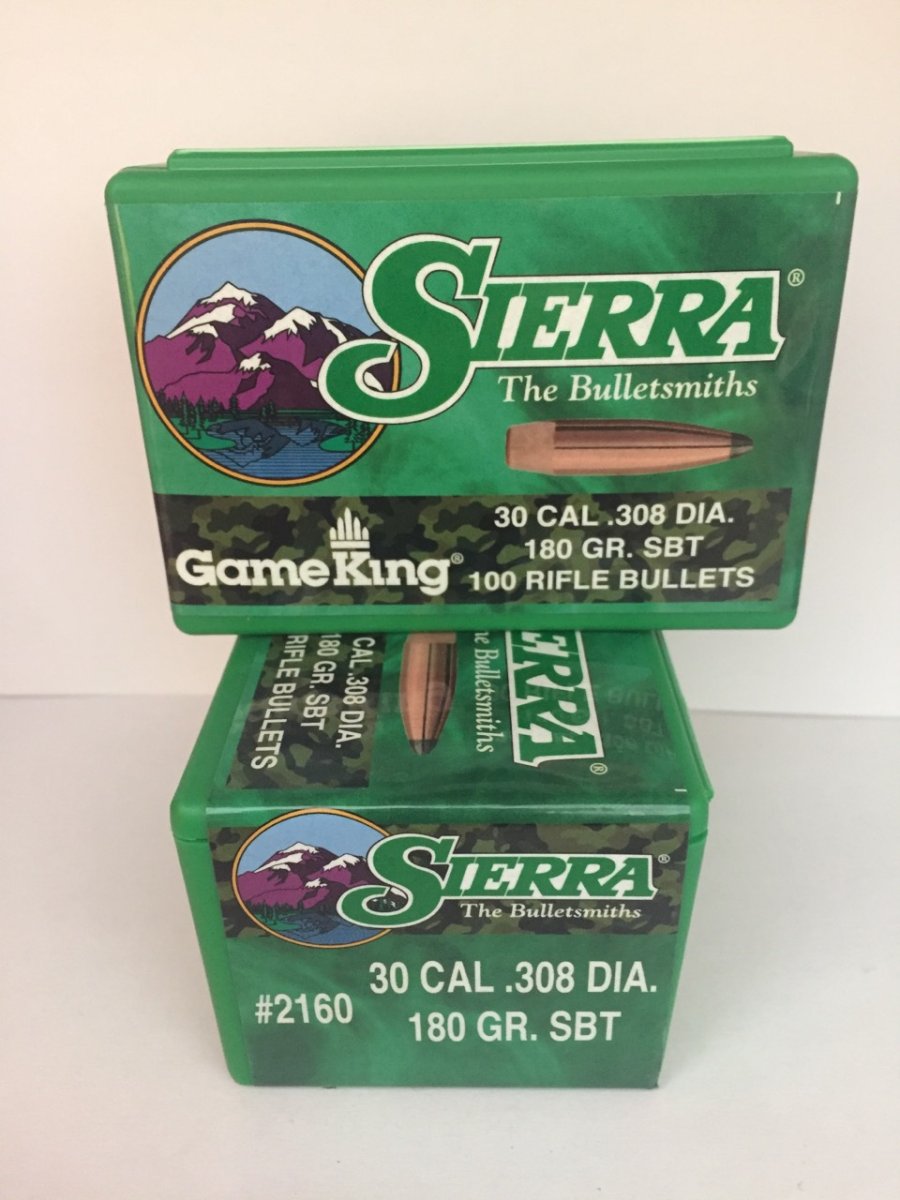 SIERRA®
The Bulletsmiths
30 CAL .308 DIA.
180 GR. SBT
GameKing®
100 RIFLE BULLETS
CAL .308 DIA.
180 GR. SBT
RIFLE BULLETS
Bulletsmiths
ERRA®
SIERRA®
The Bulletsmiths
#2160
30 CAL .308 DIA.
180 GR. SBT